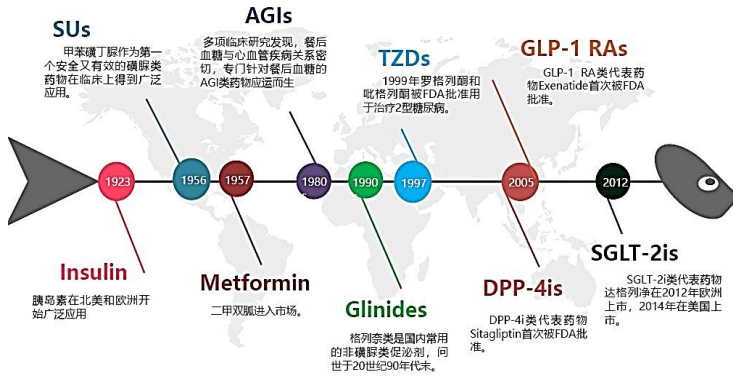 SUs
甲苯磺丁脲作为第一
个安全又有效的磺脲类
药物在临床上得到广泛
应用。
AGIs
多项临床研究发现，餐后
血糖与心血管疾病关系密
切，专门针对餐后血糖的
AGI类药物应运而生
TZDs
1999年罗格列酮和
吡格列酮被FDA批准用
于治疗2型糖尿病。
GLP-1 RAs
GLP-1 RA类代表药
物Exenatide首次被FDA
批准。
1923
1956
1957
1980
1990
1997
2005
2012
Insulin
胰岛素在北美和欧洲开
始广泛应用
Metformin
二甲双胍进入市场。
Glinides
格列奈类是国内常用
的非磺脲类促泌剂，问
世于20世纪90年代末。
DPP-4is
DPP-4i类代表药物
Sitagliptin首次被FDA批
准。
SGLT-2is
SGLT-2i类代表药物
达格列净在2012年欧洲
上市，2014年在美国上
市。